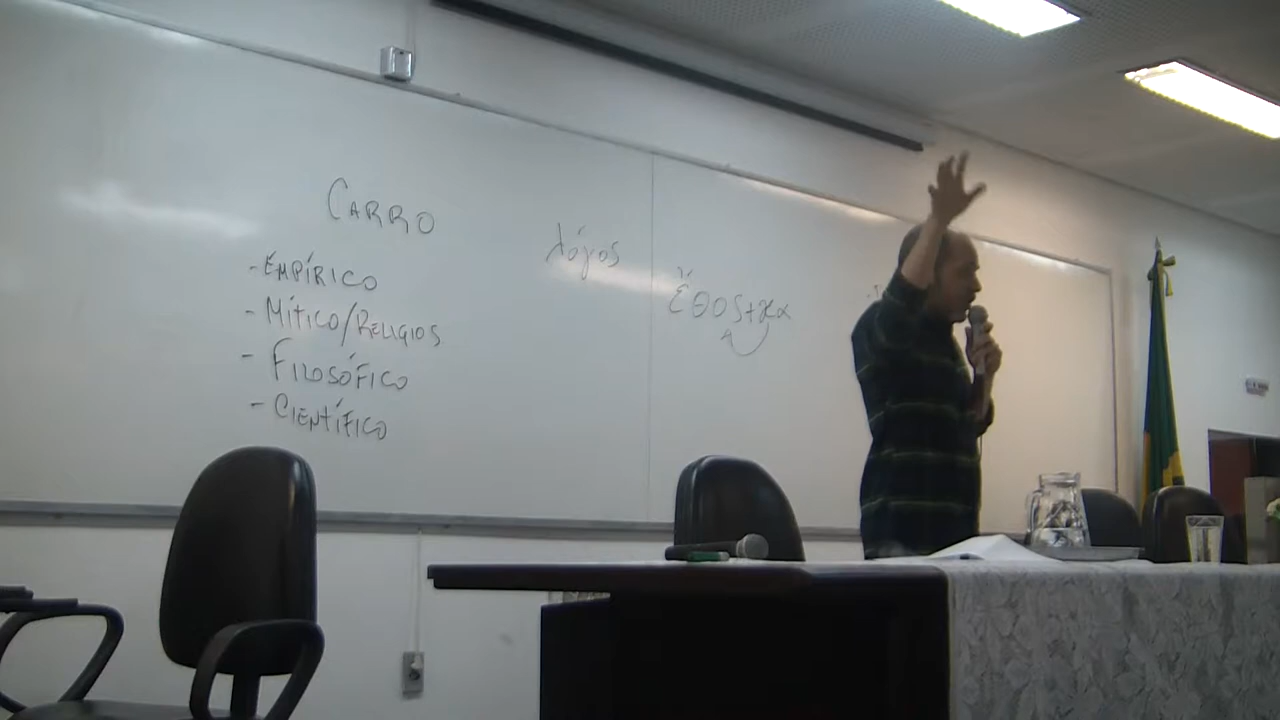 CARRO
- EMPÍRICO
- MÍTICO/RELIGIOS
- FILOSÓFICO
- CIENTÍFICO
λόγος